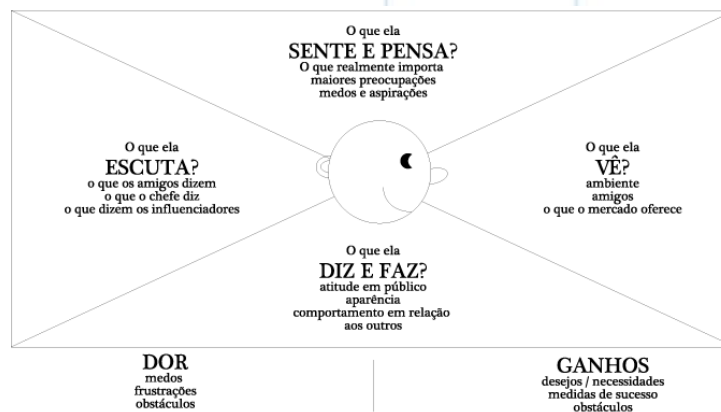 O que ela
SENTE E PENSA?
O que realmente importa
maiores preocupações
medos e aspirações
O que ela
ESCUTA?
o que os amigos dizem
o que o chefe diz
o que dizem os influenciadores
O que ela
VÊ?
ambiente
amigos
o que o mercado oferece
O que ela
DIZ E FAZ?
atitude em público
aparência
comportamento em relação
aos outros
DOR
medos
frustrações
obstáculos
GANHOS
desejos / necessidades
medidas de sucesso
obstáculos